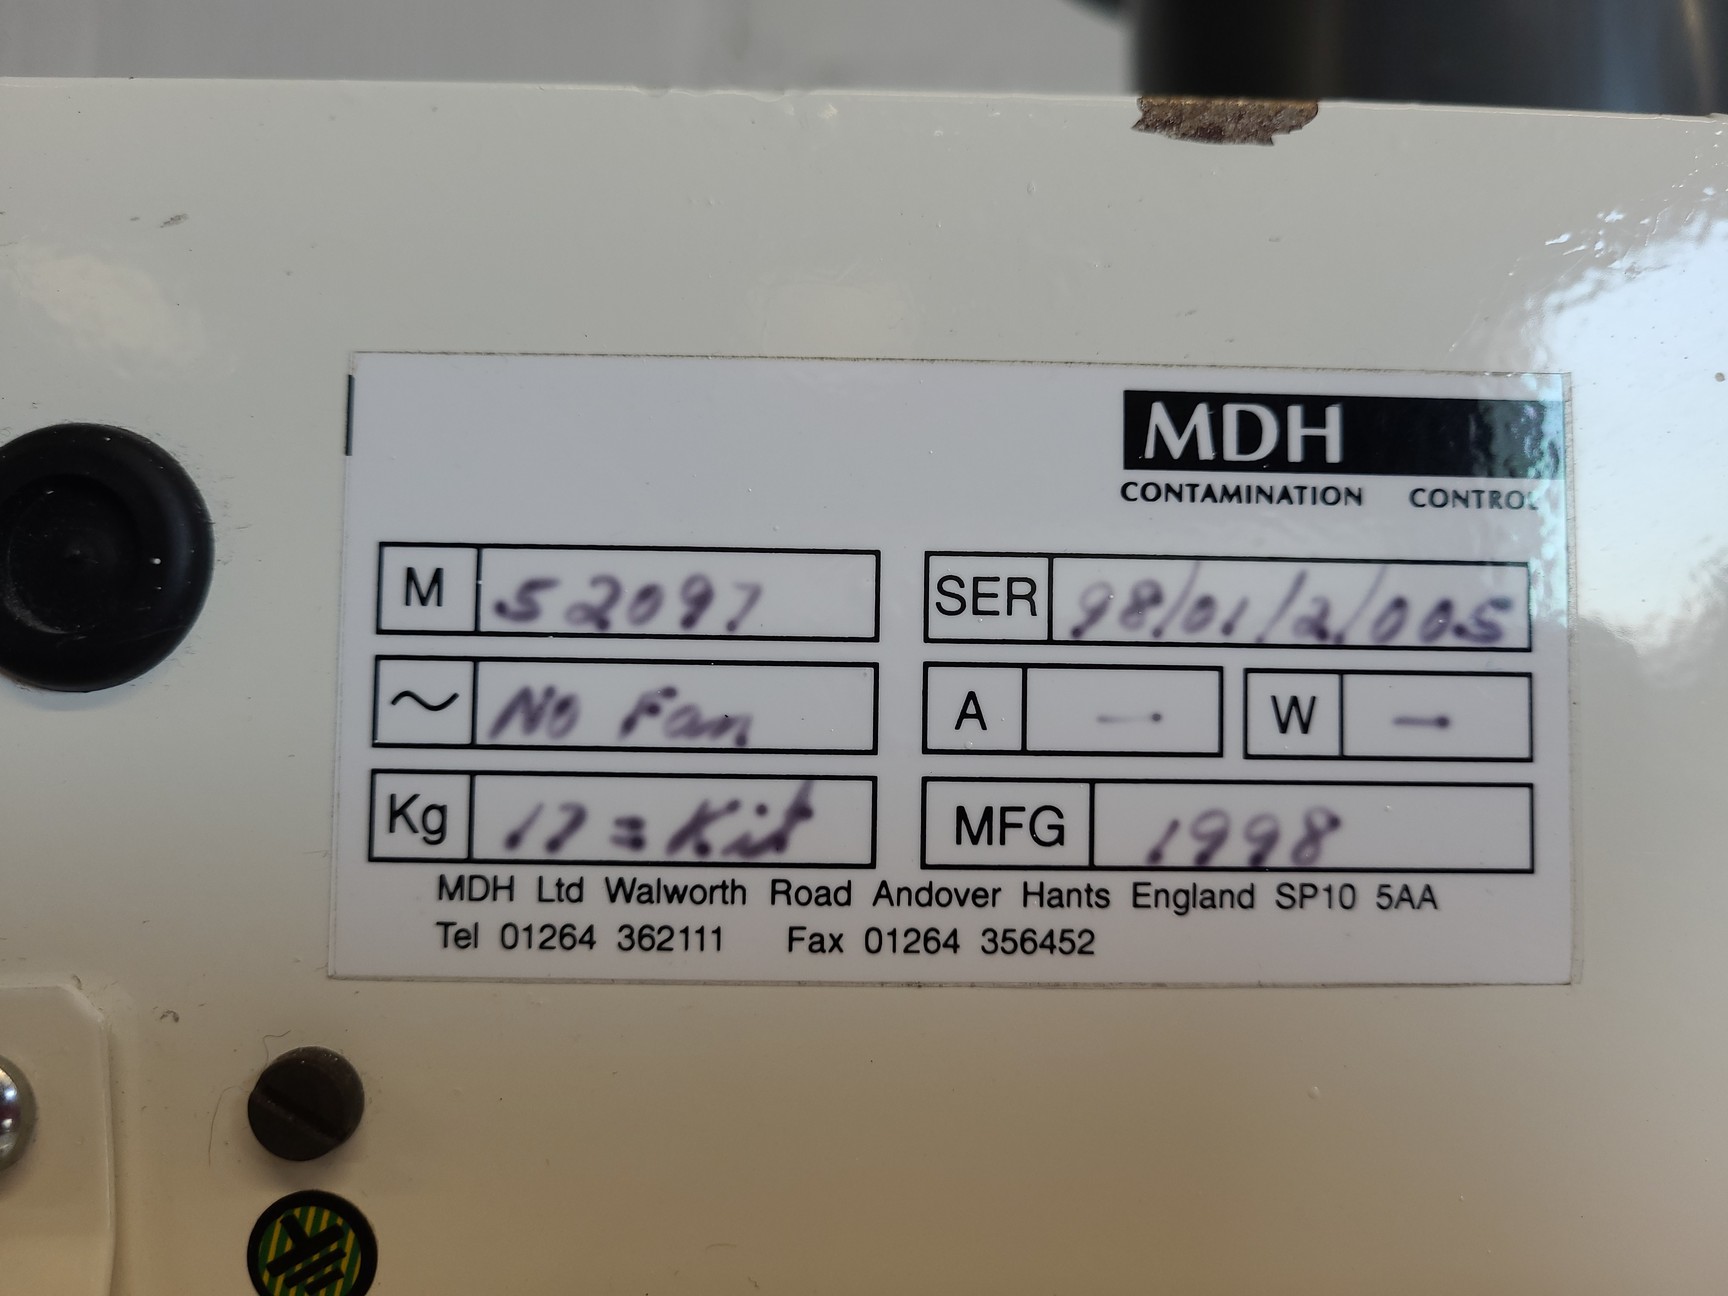 MDH
CONTAMINATION CONTROL
M 52097 SER 98/01/2/005
~ No Fan A — W —
Kg 17 = Kit MFG 1998
MDH Ltd Walworth Road Andover Hants England SP10 5AA
Tel 01264 362111 Fax 01264 356452